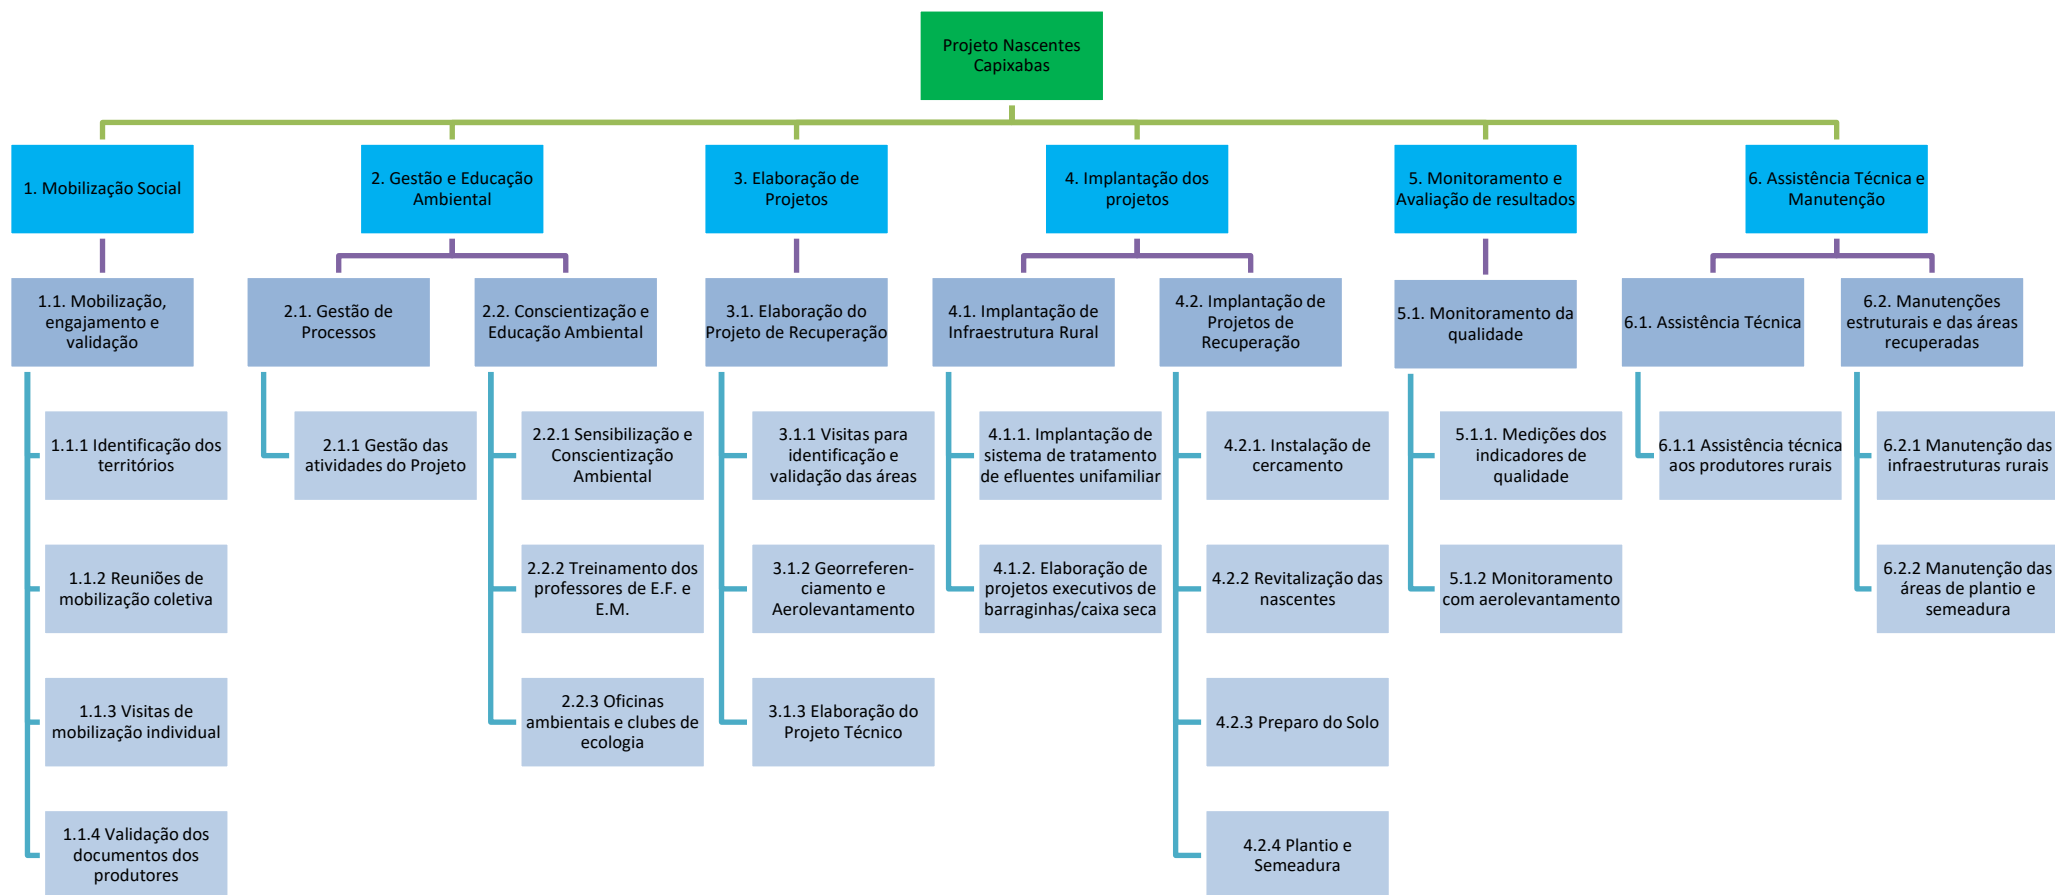 Projeto Nascentes
Capixabas
1. Mobilização Social
2. Gestão e Educação
Ambiental
3. Elaboração de
Projetos
4. Implantação dos
projetos
5. Monitoramento e
Avaliação de resultados
6. Assistência Técnica e
Manutenção
1.1. Mobilização,
engajamento e
validação
2.1. Gestão de
Processos
2.2. Conscientização e
Educação Ambiental
3.1. Elaboração do
Projeto de Recuperação
4.1. Implantação de
Infraestrutura Rural
4.2. Implantação de
Projetos de
Recuperação
5.1. Monitoramento da
qualidade
6.1. Assistência Técnica
6.2. Manutenções
estruturais e das áreas
recuperadas
1.1.1 Identificação dos
territórios
2.1.1 Gestão das
atividades do Projeto
2.2.1 Sensibilização e
Conscientização
Ambiental
3.1.1 Visitas para
identificação e
validação das áreas
4.1.1. Implantação de
sistema de tratamento
de efluentes unifamiliar
4.2.1. Instalação de
cercamento
5.1.1. Medições dos
indicadores de
qualidade
6.1.1 Assistência técnica
aos produtores rurais
6.2.1 Manutenção das
infraestruturas rurais
1.1.2 Reuniões de
mobilização coletiva
2.2.2 Treinamento dos
professores de E.F. e
E.M.
3.1.2 Georreferen-
ciamento e
Aerolevantamento
4.1.2. Elaboração de
projetos executivos de
barraginhas/caixa seca
4.2.2 Revitalização das
nascentes
5.1.2 Monitoramento
com aerolevantamento
6.2.2 Manutenção das
áreas de plantio e
semeadura
1.1.3 Visitas de
mobilização individual
2.2.3 Oficinas
ambientais e clubes de
ecologia
3.1.3 Elaboração do
Projeto Técnico
4.2.3 Preparo do Solo
1.1.4 Validação dos
documentos dos
produtores
4.2.4 Plantio e
Semeadura